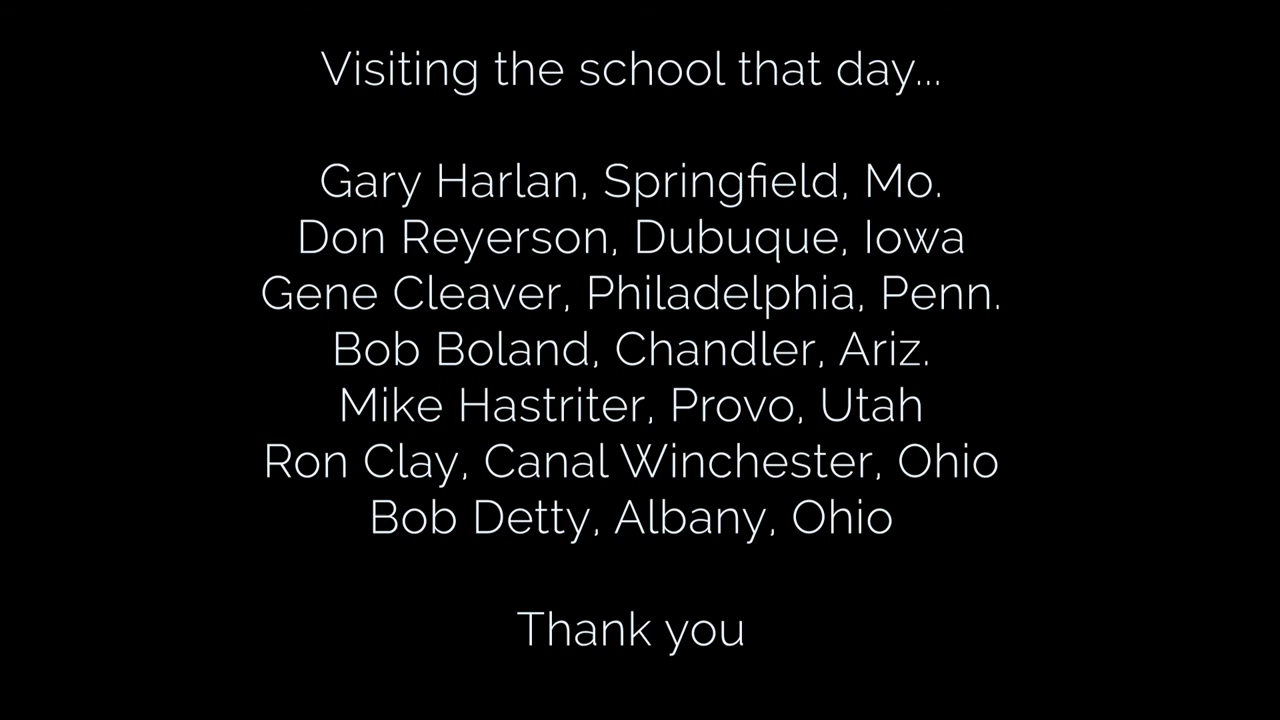 Visiting the school that day...
Gary Harlan, Springfield, Mo.
Don Reyerson, Dubuque, Iowa
Gene Cleaver, Philadelphia, Penn.
Bob Boland, Chandler, Ariz.
Mike Hastriter, Provo, Utah
Ron Clay, Canal Winchester, Ohio
Bob Detty, Albany, Ohio
Thank you